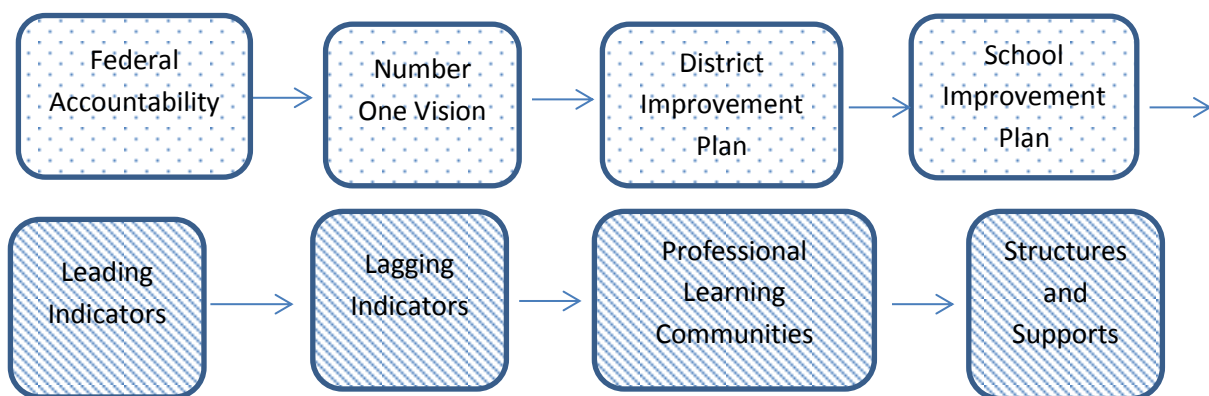 Federal
Accountability
Number
One Vision
District
Improvement
Plan
School
Improvement
Plan
Leading
Indicators
Lagging
Indicators
Professional
Learning
Communities
Structures
and
Supports